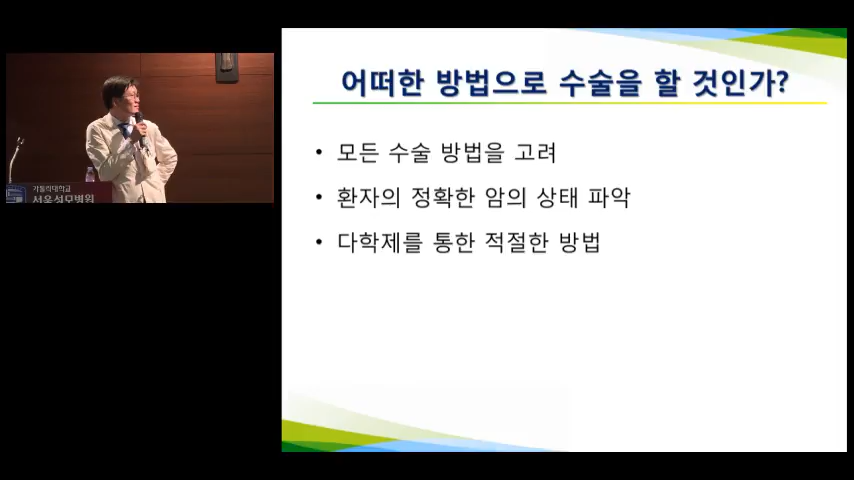 어떠한 방법으로 수술을 할 것인가?
• 모든 수술 방법을 고려
• 환자의 정확한 암의 상태 파악
• 다학제를 통한 적절한 방법
가톨릭대학교
서울성모병원